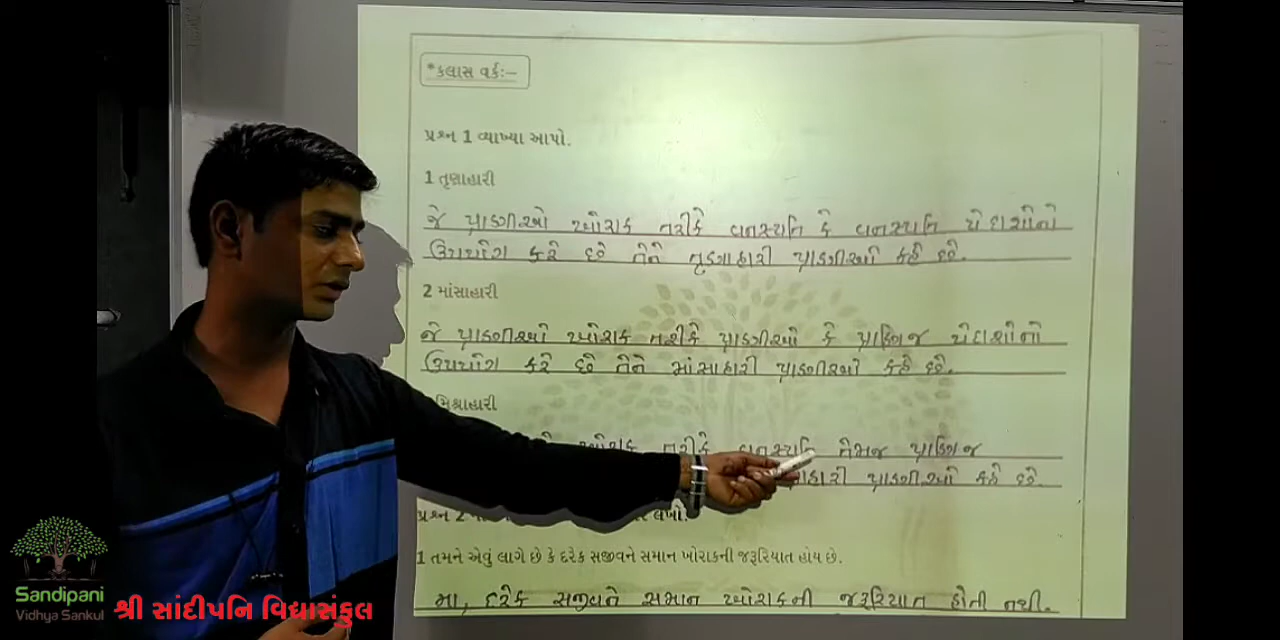 *કલાસ વર્ક:–
પ્રશ્ન 1 વ્યાખ્યા આપો.
1 તૃણાહારી
જે પ્રાણીઓ ખોરાક તરીકે વનસ્પતિ કે વનસ્પતિ પેદાશોનો
ઉપયોગ કરે છે તેને તૃણાહારી પ્રાણીઓ કહે છે.
2 માંસાહારી
જે પ્રાણીઓ ખોરાક તરીકે પ્રાણીઓ કે પ્રાણિજ પેદાશોનો
ઉપયોગ કરે છે તેને માંસાહારી પ્રાણીઓ કહે છે.
મિશ્રાહારી
ખોરાક તરીકે વનસ્પતિ તેમજ પ્રાણિજ
પ્રાણીઓ કહે છે.
પ્રશ્ન 2 લખો.
1 તમને એવું લાગે છે કે દરેક સજીવને સમાન ખોરાકની જરૂરિયાત હોય છે.
ના, દરેક સજીવને સમાન ખોરાકની જરૂરિયાત હોતી નથી.
Sandipani
Vidhya Sankul
શ્રી સાંદીપનિ વિદ્યાસંકુલ